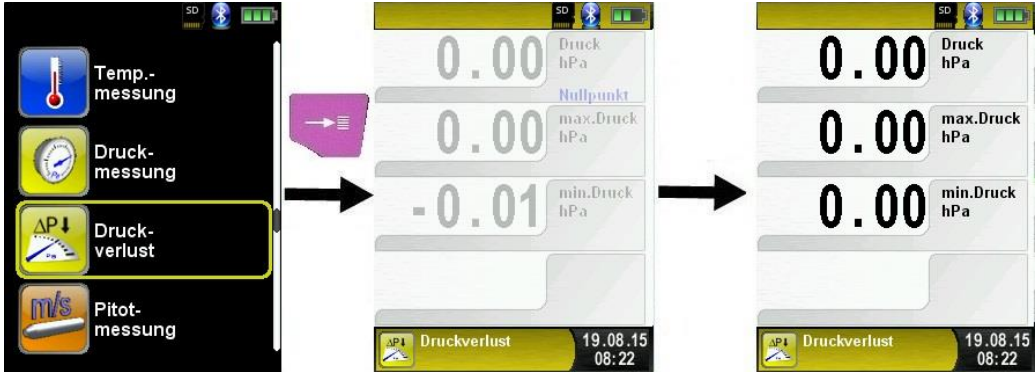 SD
Temp.-
messung
Druck-
messung
ΔP
Druck-
verlust
m/s
Pitot-
messung
SD
0.00 Druck
hPa
Nullpunkt
0.00 max.Druck
hPa
-0.01 min.Druck
hPa
ΔP Druckverlust 19.08.15
08:22
SD
0.00 Druck
hPa
0.00 max.Druck
hPa
0.00 min.Druck
hPa
ΔP Druckverlust 19.08.15
08:22